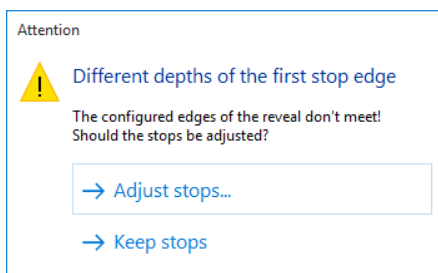 Attention
Different depths of the first stop edge
The configured edges of the reveal don't meet!
Should the stops be adjusted?
→ Adjust stops...
→ Keep stops